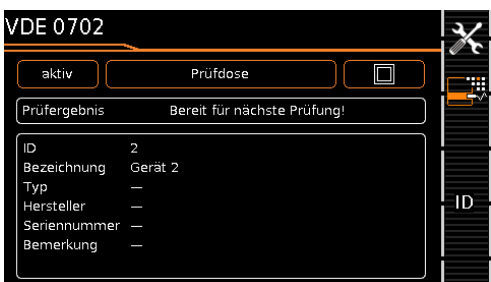 VDE 0702
aktiv Prüfdose
Prüfergebnis Bereit für nächste Prüfung!
ID 2
Bezeichnung Gerät 2
Typ —
Hersteller —
Seriennummer —
Bemerkung —
ID